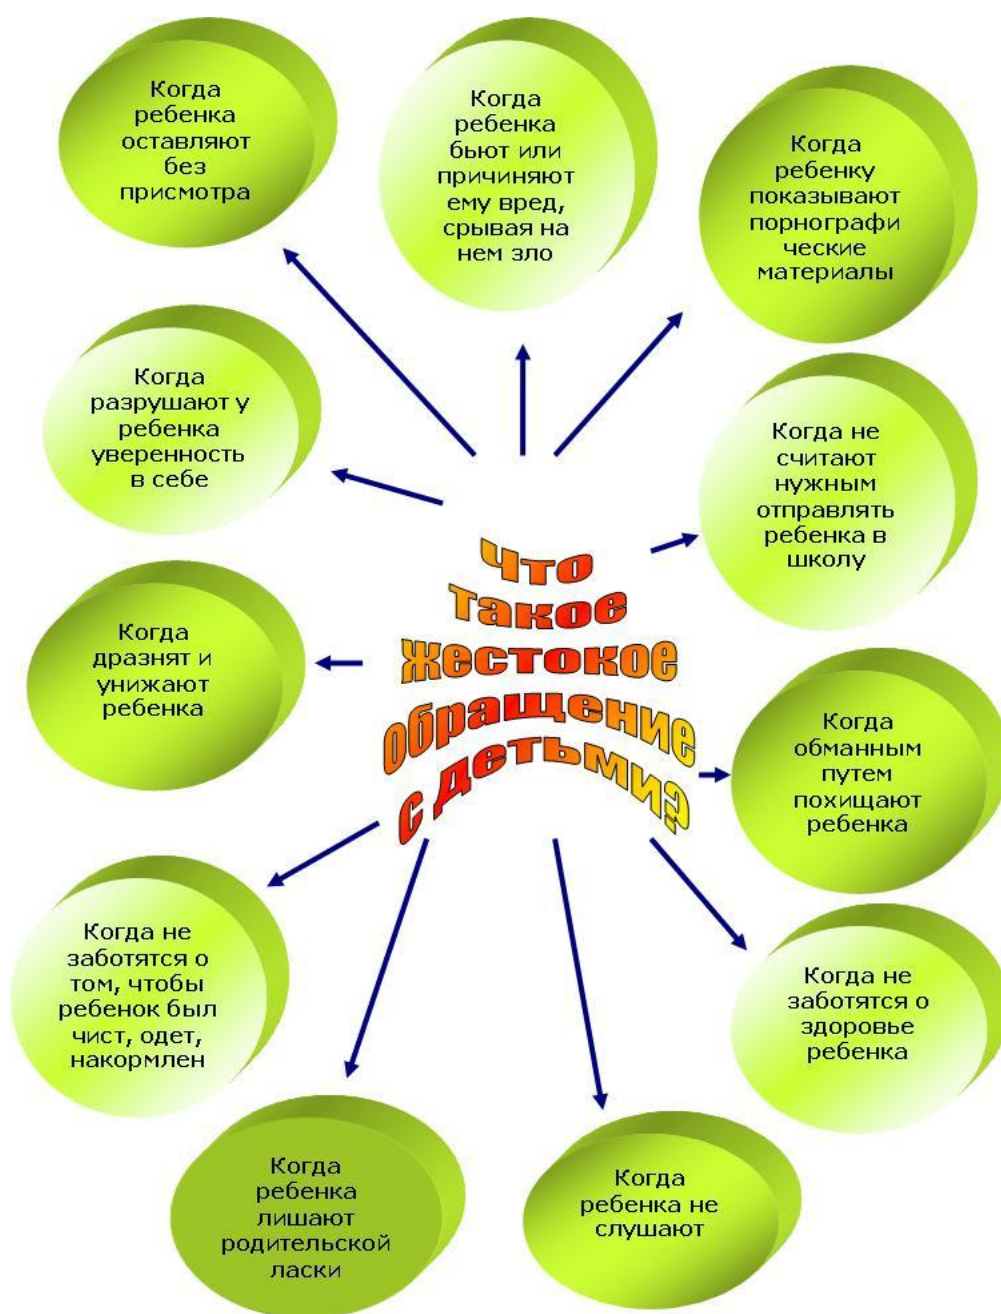 Когда
ребенка
оставляют
без
присмотра
Когда
ребенка
бьют или
причиняют
ему вред,
срывая на
нем зло
Когда
ребенку
показывают
порнографи
ческие
материалы
Когда
разрушают у
ребенка
уверенность
в себе
Когда не
считают
нужным
отправлять
ребенка в
школу
Что
такое
жестокое
обращение
с детьми?
Когда
дразнят и
унижают
ребенка
Когда
обманным
путем
похищают
ребенка
Когда не
заботятся о
том, чтобы
ребенок был
чист, одет,
накормлен
Когда не
заботятся о
здоровье
ребенка
Когда
ребенка
лишают
родительской
ласки
Когда
ребенка не
слушают